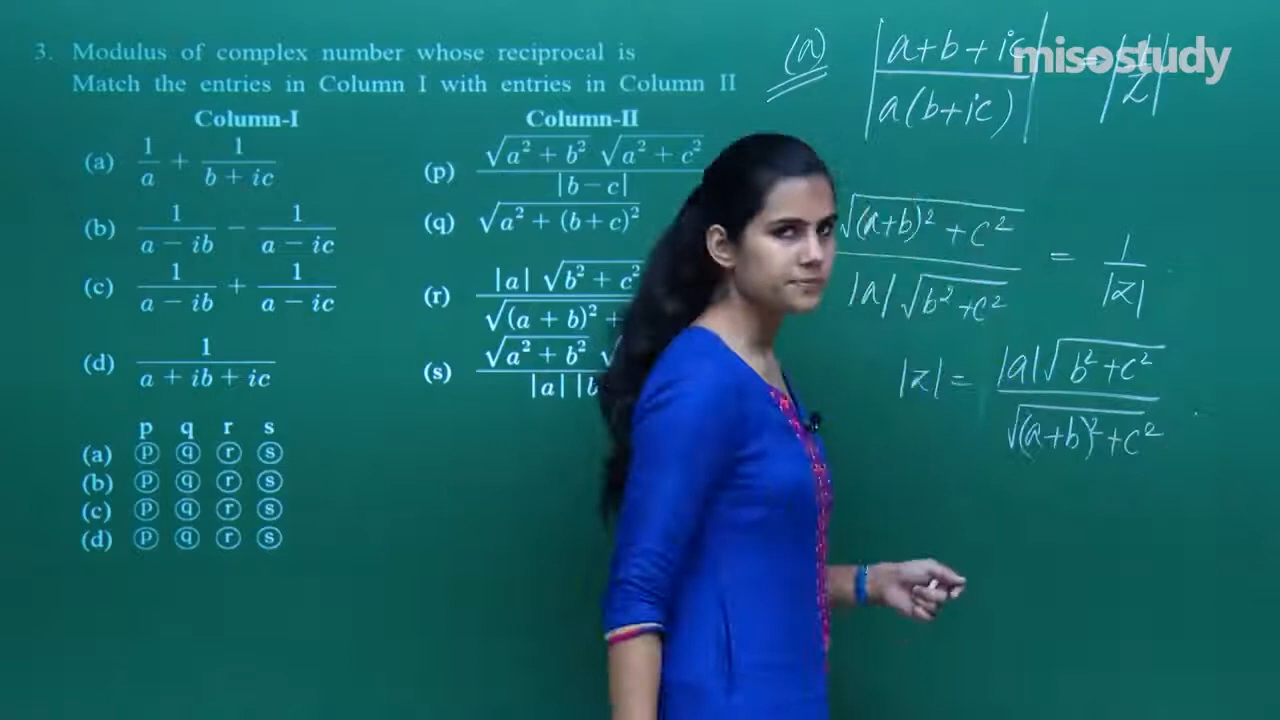 3. Modulus of complex number whose reciprocal is
Match the entries in Column I with entries in Column II
Column-I Column-II
(a) 1/a + 1/(b + ic)
(p) √(a² + b²) √(a² + c²) / |b − c|
(b) 1/(a − ib) − 1/(a − ic)
(q) √(a² + (b + c)²)
(c) 1/(a − ib) + 1/(a − ic)
(r) |a| √(b² + c²) / √((a + b)² +
(d) 1/(a + ib + ic)
(s) √(a² + b²) √ / |a| |b
p q r s
(a) p q r s
(b) p q r s
(c) p q r s
(d) p q r s
misostudy
(a) |(a+b+ic)/(a(b+ic))| = |1/z|
√((a+b)² + c²) / |a| √(b²+c²) = 1/|z|
|z| = |a| √(b²+c²) / √((a+b)²+c²)